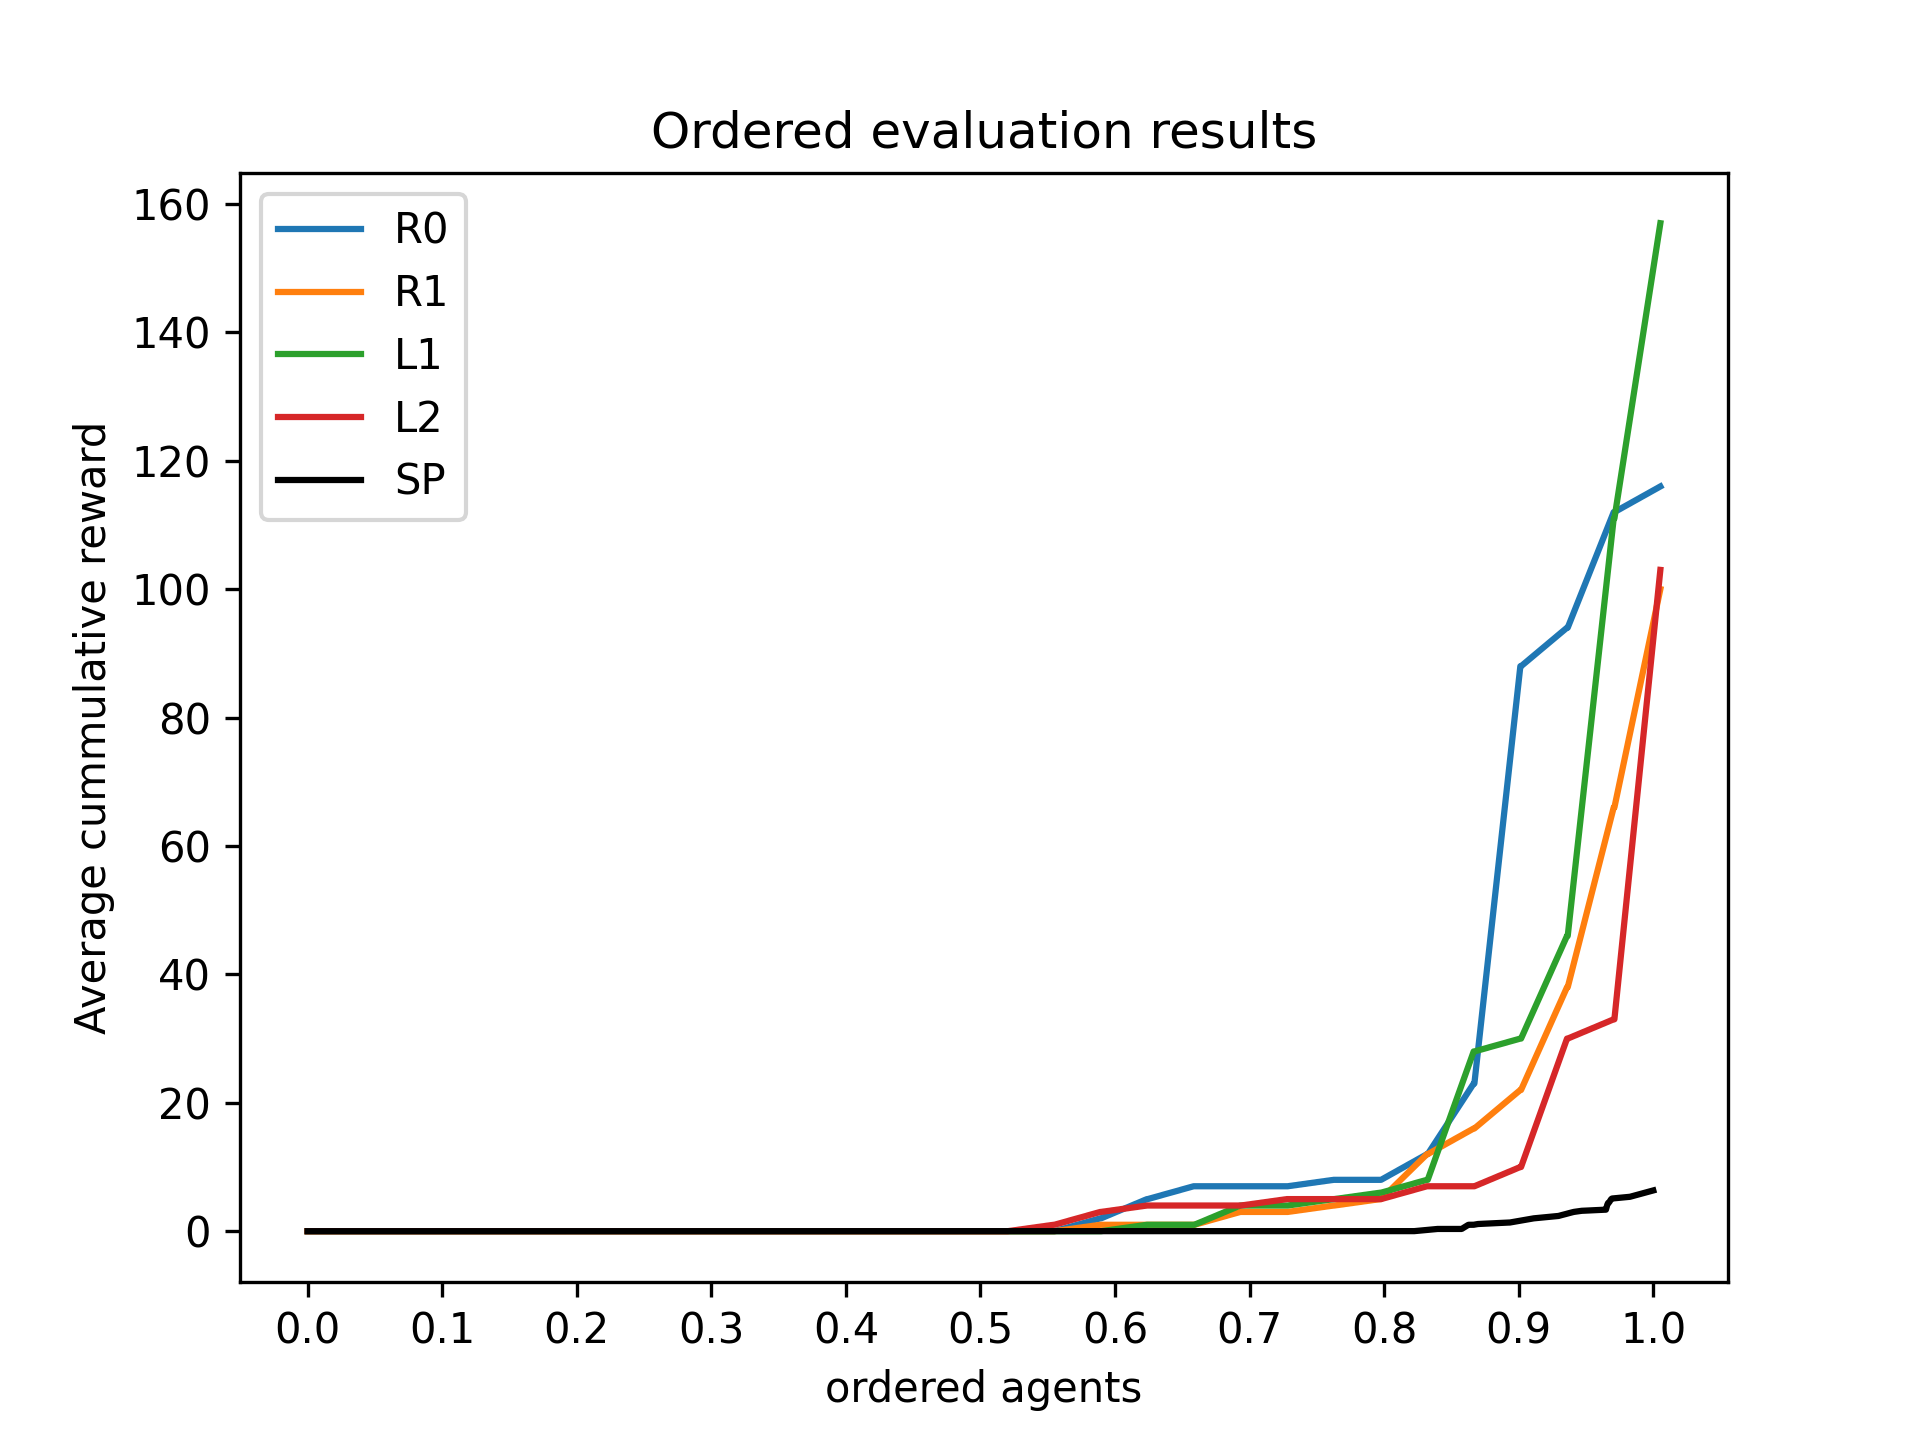 Ordered evaluation results
160
140
120
100
80
60
40
20
0
Average cummulative reward
R0
R1
L1
L2
SP
0.0 0.1 0.2 0.3 0.4 0.5 0.6 0.7 0.8 0.9 1.0
ordered agents